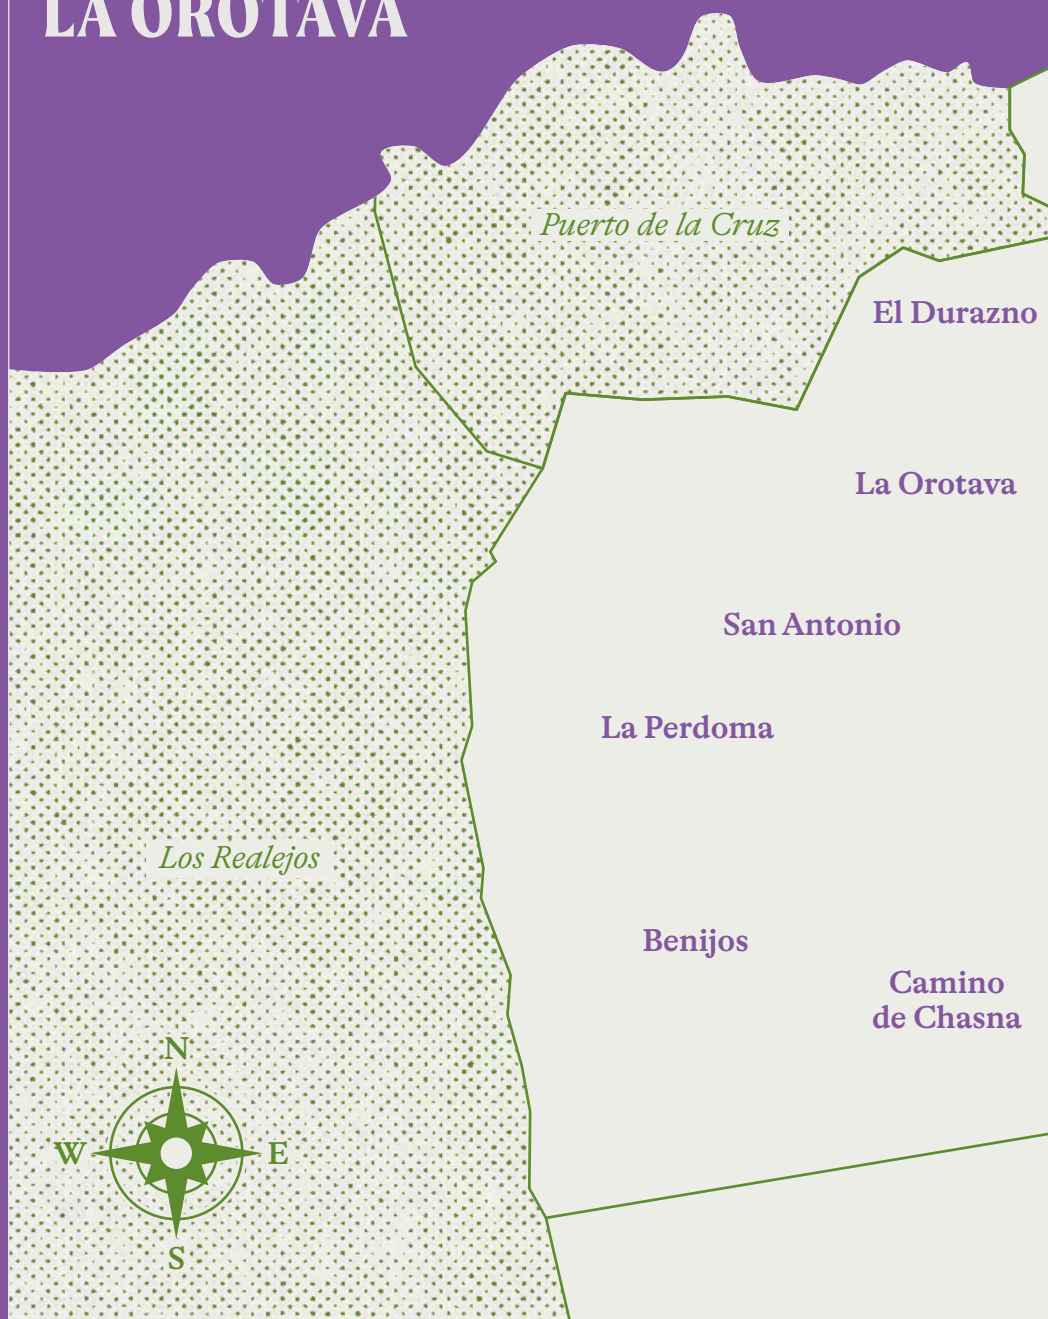 LA OROTAVA
Puerto de la Cruz
El Durazno
La Orotava
San Antonio
La Perdoma
Los Realejos
Benijos
Camino
de Chasna
N
W
E
S